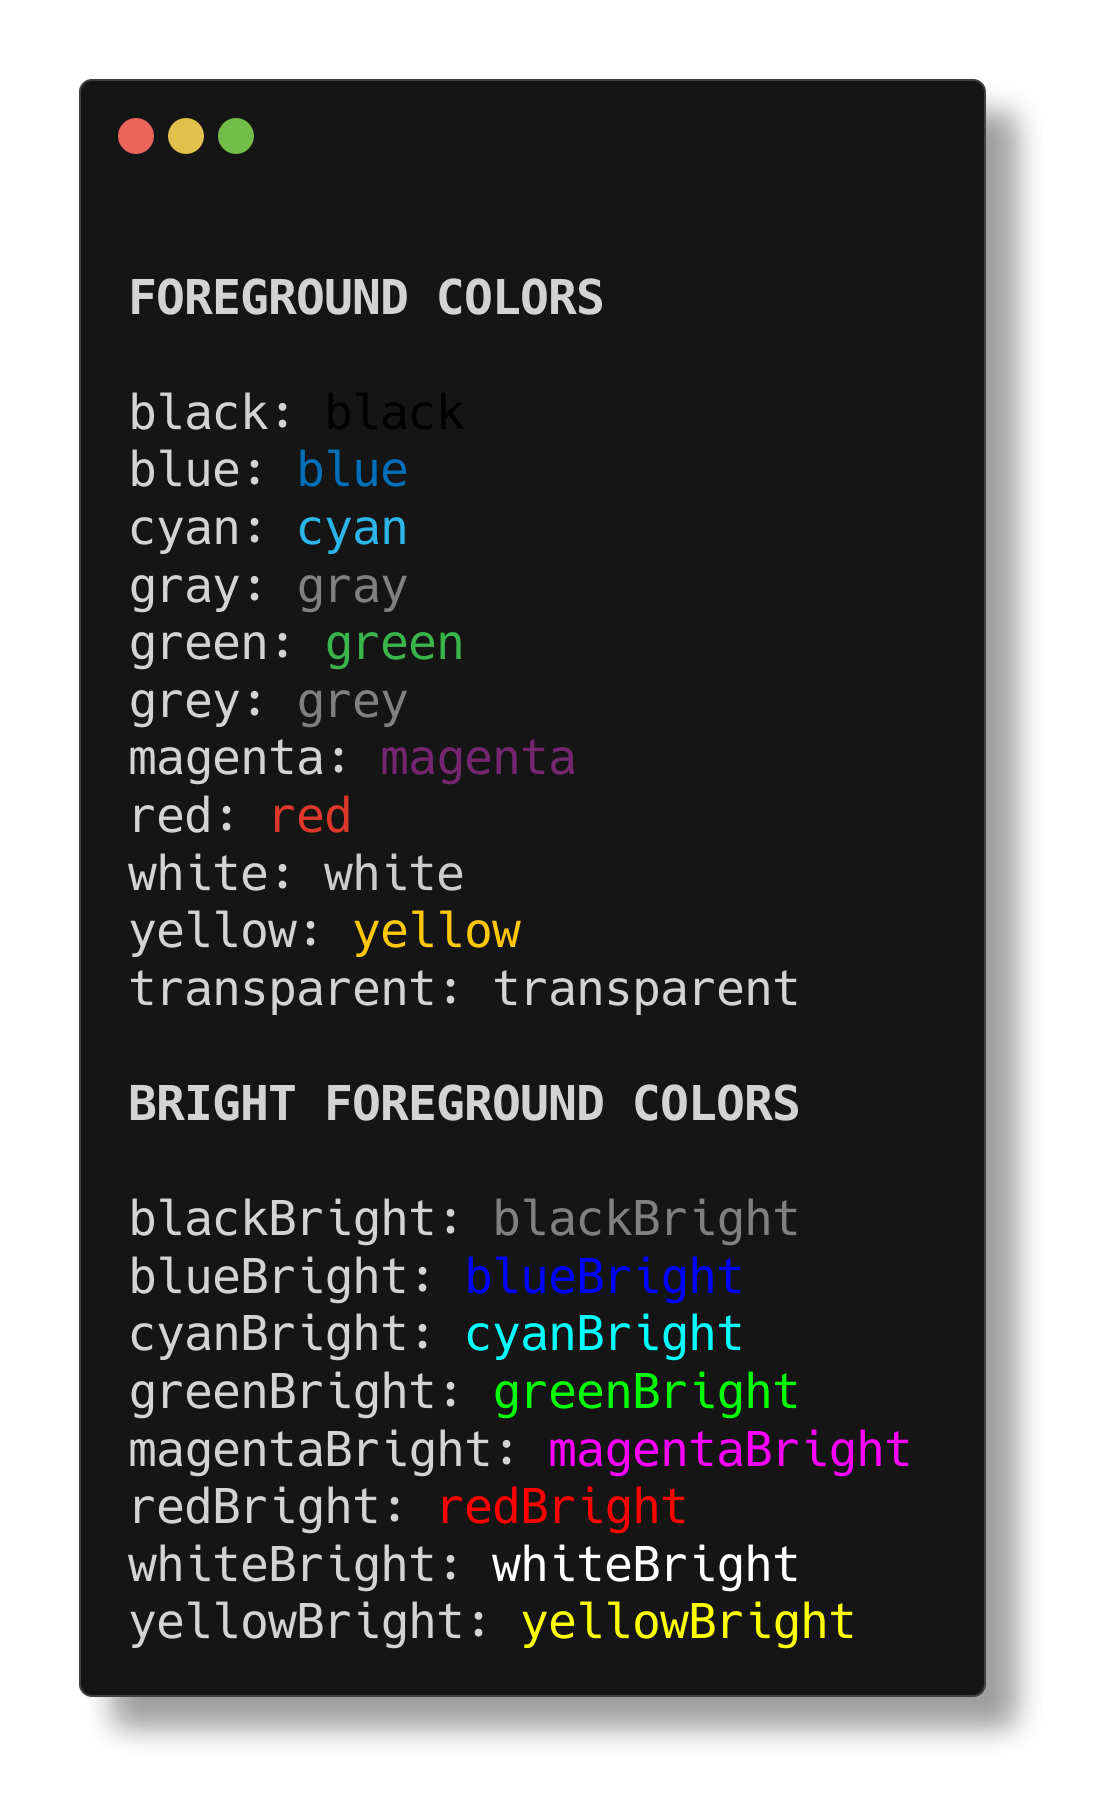 FOREGROUND COLORS
black: black
blue: blue
cyan: cyan
gray: gray
green: green
grey: grey
magenta: magenta
red: red
white: white
yellow: yellow
transparent: transparent
BRIGHT FOREGROUND COLORS
blackBright: blackBright
blueBright: blueBright
cyanBright: cyanBright
greenBright: greenBright
magentaBright: magentaBright
redBright: redBright
whiteBright: whiteBright
yellowBright: yellowBright